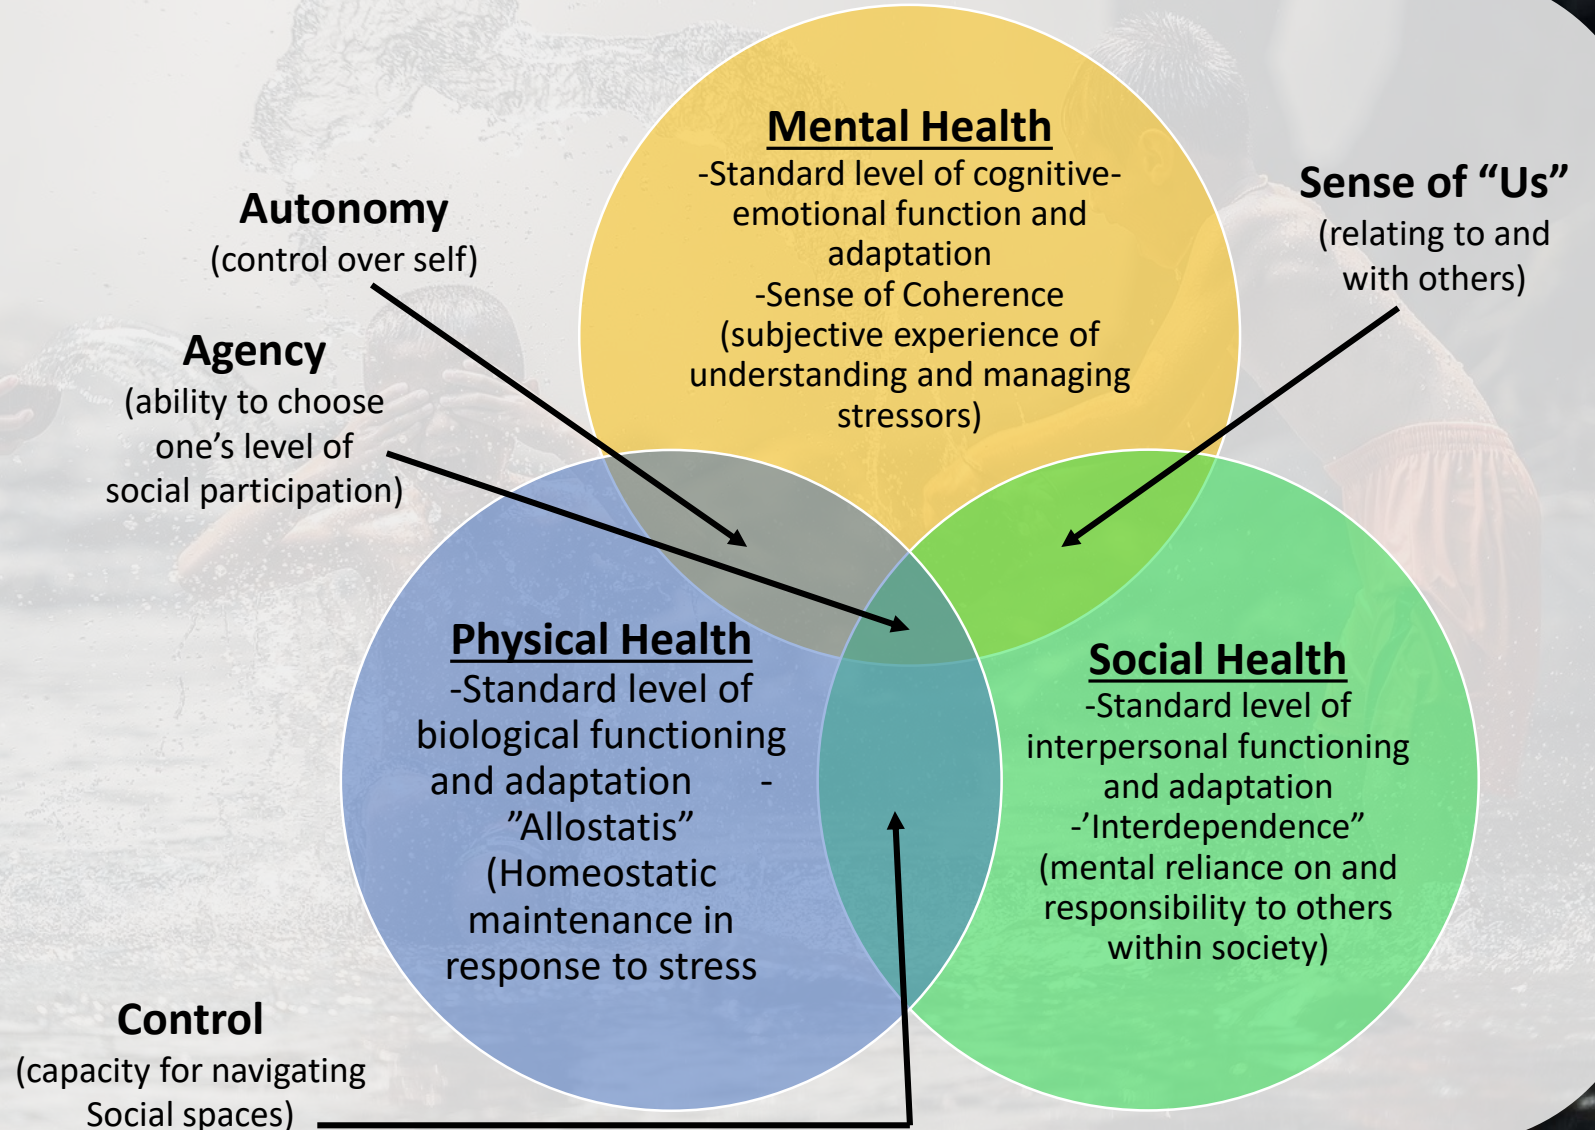 Mental Health
-Standard level of cognitive-
emotional function and
adaptation
-Sense of Coherence
(subjective experience of
understanding and managing
stressors)
Autonomy
(control over self)
Agency
(ability to choose
one’s level of
social participation)
Sense of “Us”
(relating to and
with others)
Physical Health
-Standard level of
biological functioning
and adaptation -
”Allostatis”
(Homeostatic
maintenance in
response to stress
Social Health
-Standard level of
interpersonal functioning
and adaptation
-’Interdependence”
(mental reliance on and
responsibility to others
within society)
Control
(capacity for navigating
Social spaces)